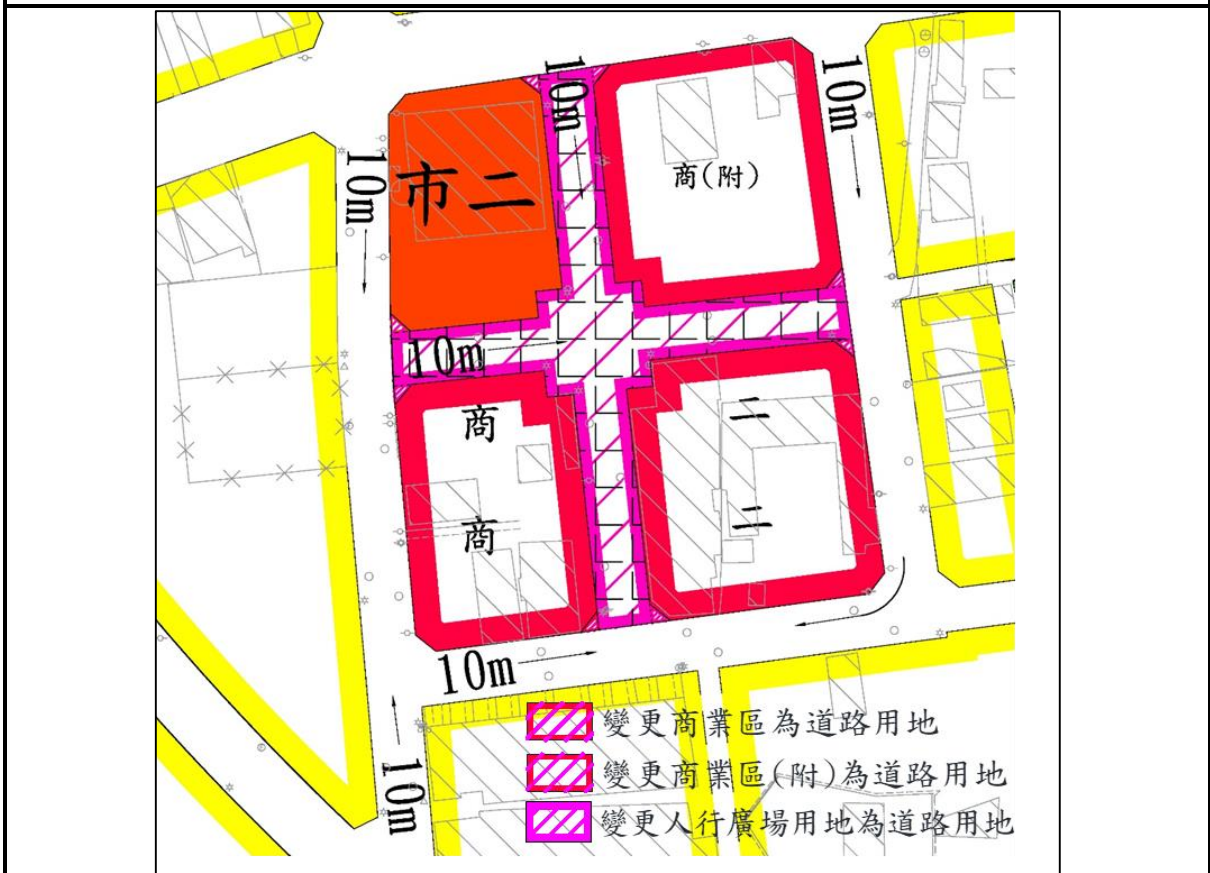 10m
10m
市二
10m
商(附)
10m
商
二
商
二
10m
10m
變更商業區為道路用地
變更商業區(附)為道路用地
變更人行廣場用地為道路用地